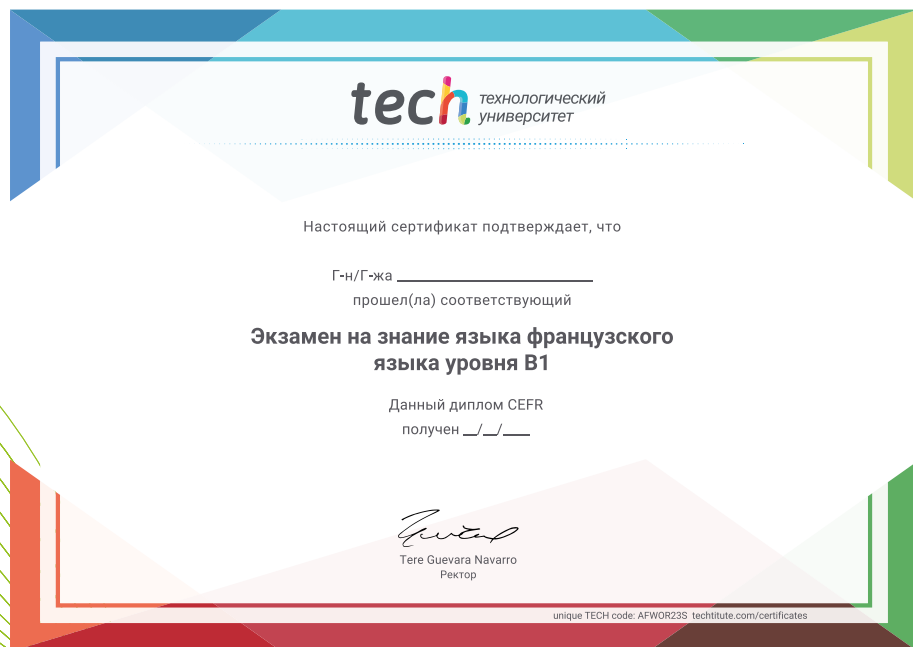 tech технологический
университет
Настоящий сертификат подтверждает, что
Г-н/Г-жа
прошел(ла) соответствующий
Экзамен на знание языка французского
языка уровня B1
Данный диплом CEFR
получен __/__/____
Tere Guevara Navarro
Ректор
unique TECH code: AFWOR23S techtitute.com/certificates